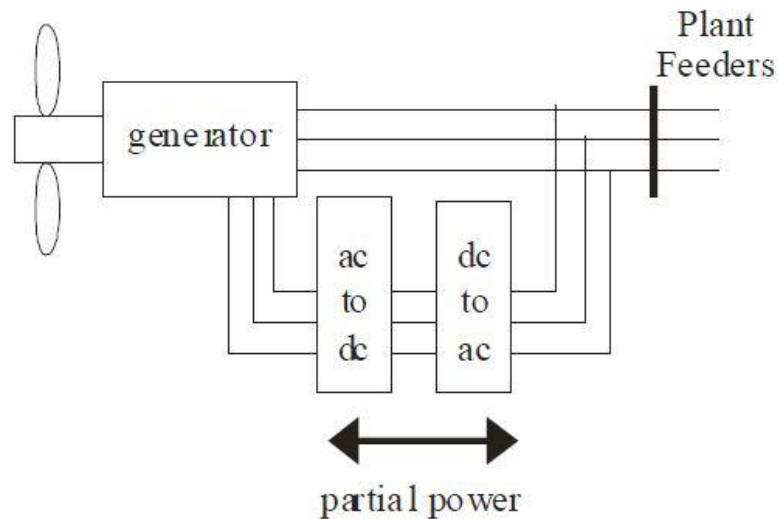 Plant
Feeders
generator
ac
to
dc
dc
to
ac
partial power